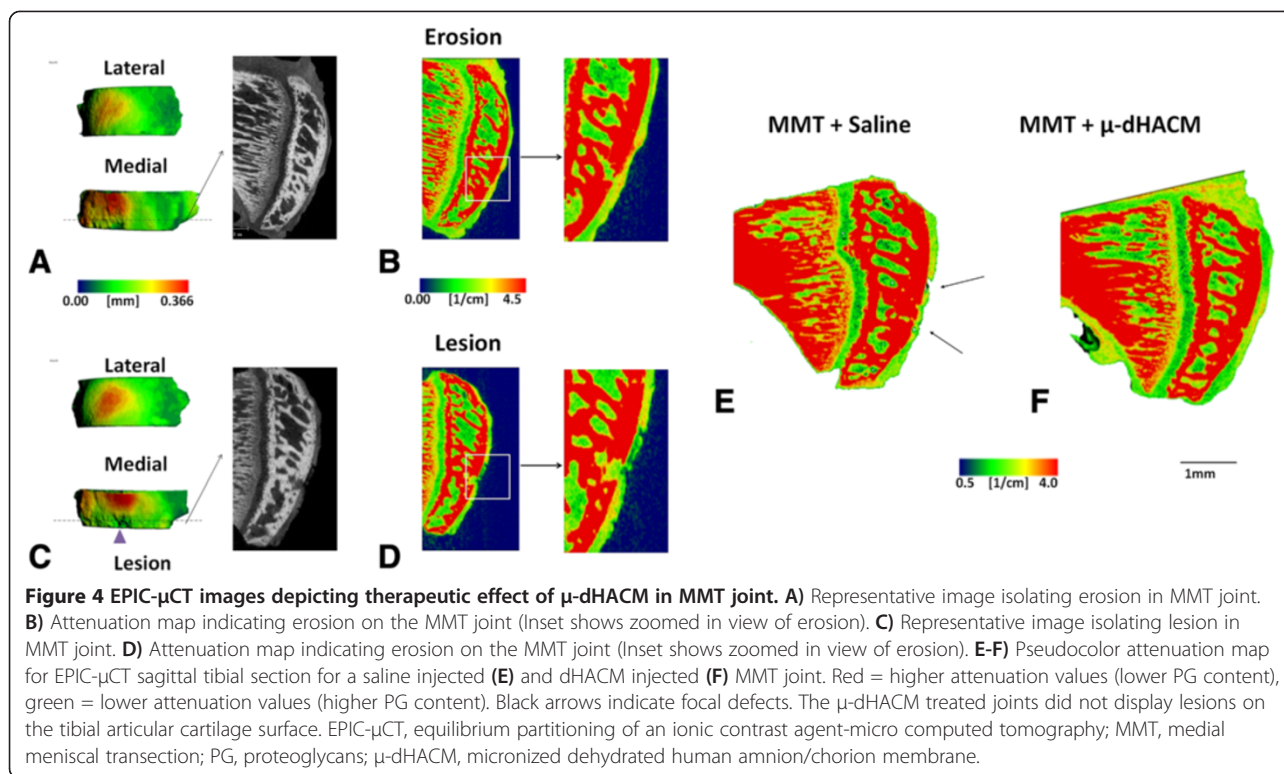 Erosion
Lateral
Medial
A
0.00 [mm] 0.366
B
0.00 [1/cm] 4.5
MMT + Saline
MMT + μ-dHACM
E
F
0.5 [1/cm] 4.0
1mm
Lateral
Medial
Lesion
C
Lesion
D
Figure 4 EPIC-μCT images depicting therapeutic effect of μ-dHACM in MMT joint. A) Representative image isolating erosion in MMT joint.
B) Attenuation map indicating erosion on the MMT joint (Inset shows zoomed in view of erosion). C) Representative image isolating lesion in
MMT joint. D) Attenuation map indicating erosion on the MMT joint (Inset shows zoomed in view of erosion). E-F) Pseudocolor attenuation map
for EPIC-μCT sagittal tibial section for a saline injected (E) and dHACM injected (F) MMT joint. Red = higher attenuation values (lower PG content),
green = lower attenuation values (higher PG content). Black arrows indicate focal defects. The μ-dHACM treated joints did not display lesions on
the tibial articular cartilage surface. EPIC-μCT, equilibrium partitioning of an ionic contrast agent-micro computed tomography; MMT, medial
meniscal transection; PG, proteoglycans; μ-dHACM, micronized dehydrated human amnion/chorion membrane.